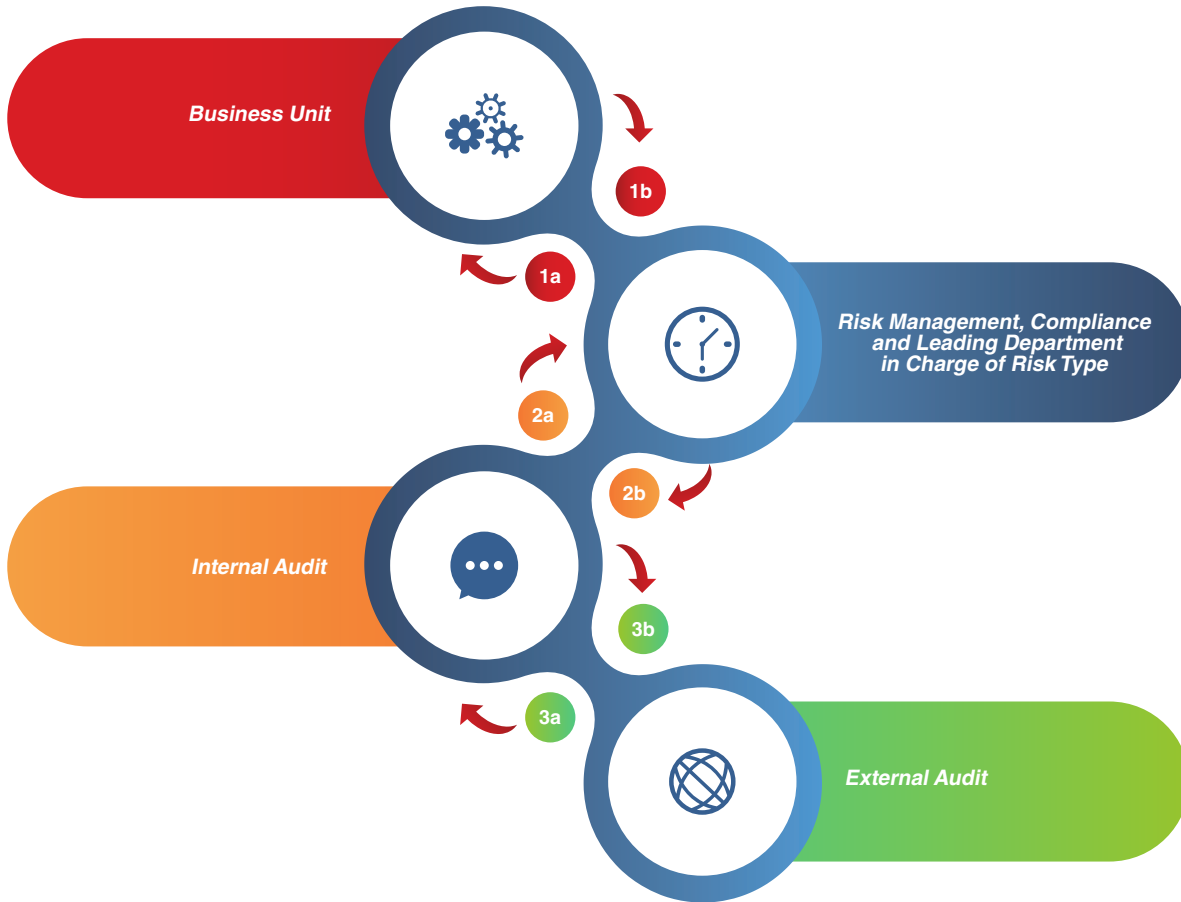 Business Unit
1b
1a
Risk Management, Compliance
and Leading Department
in Charge of Risk Type
2a
2b
Internal Audit
3b
3a
External Audit